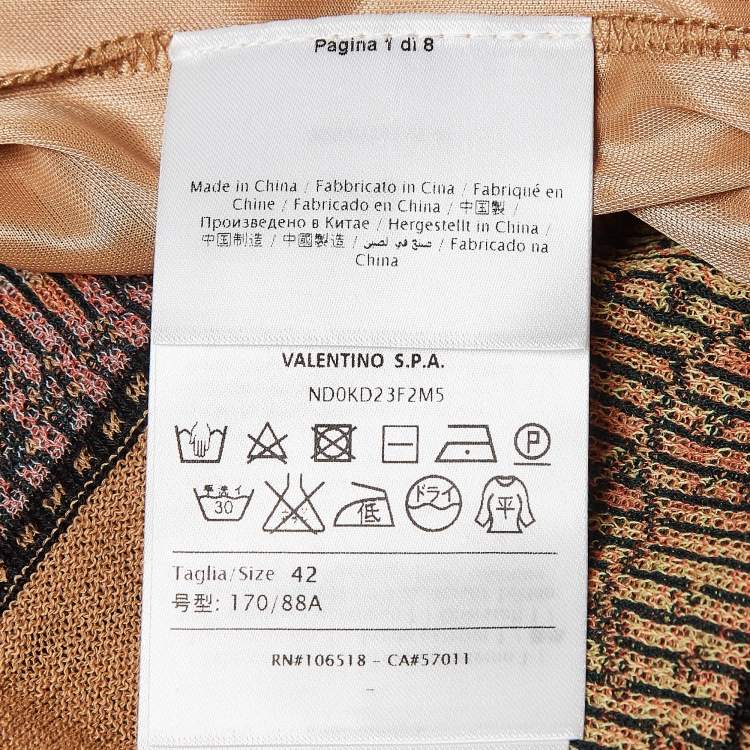 Pagina 1 di 8
Made in China / Fabbricato in Cina / Fabriqué en
Chine / Fabricado en China / 中国製 /
Произведено в Китае / Hergestellt in China /
中国制造 / 中國製造 / صنع في الصين / Fabricado na
China
VALENTINO S.P.A.
ND0KD23F2M5
P
30 低 ドライ 平
Taglia/Size 42
号型: 170/88A
RN#106518 – CA#57011